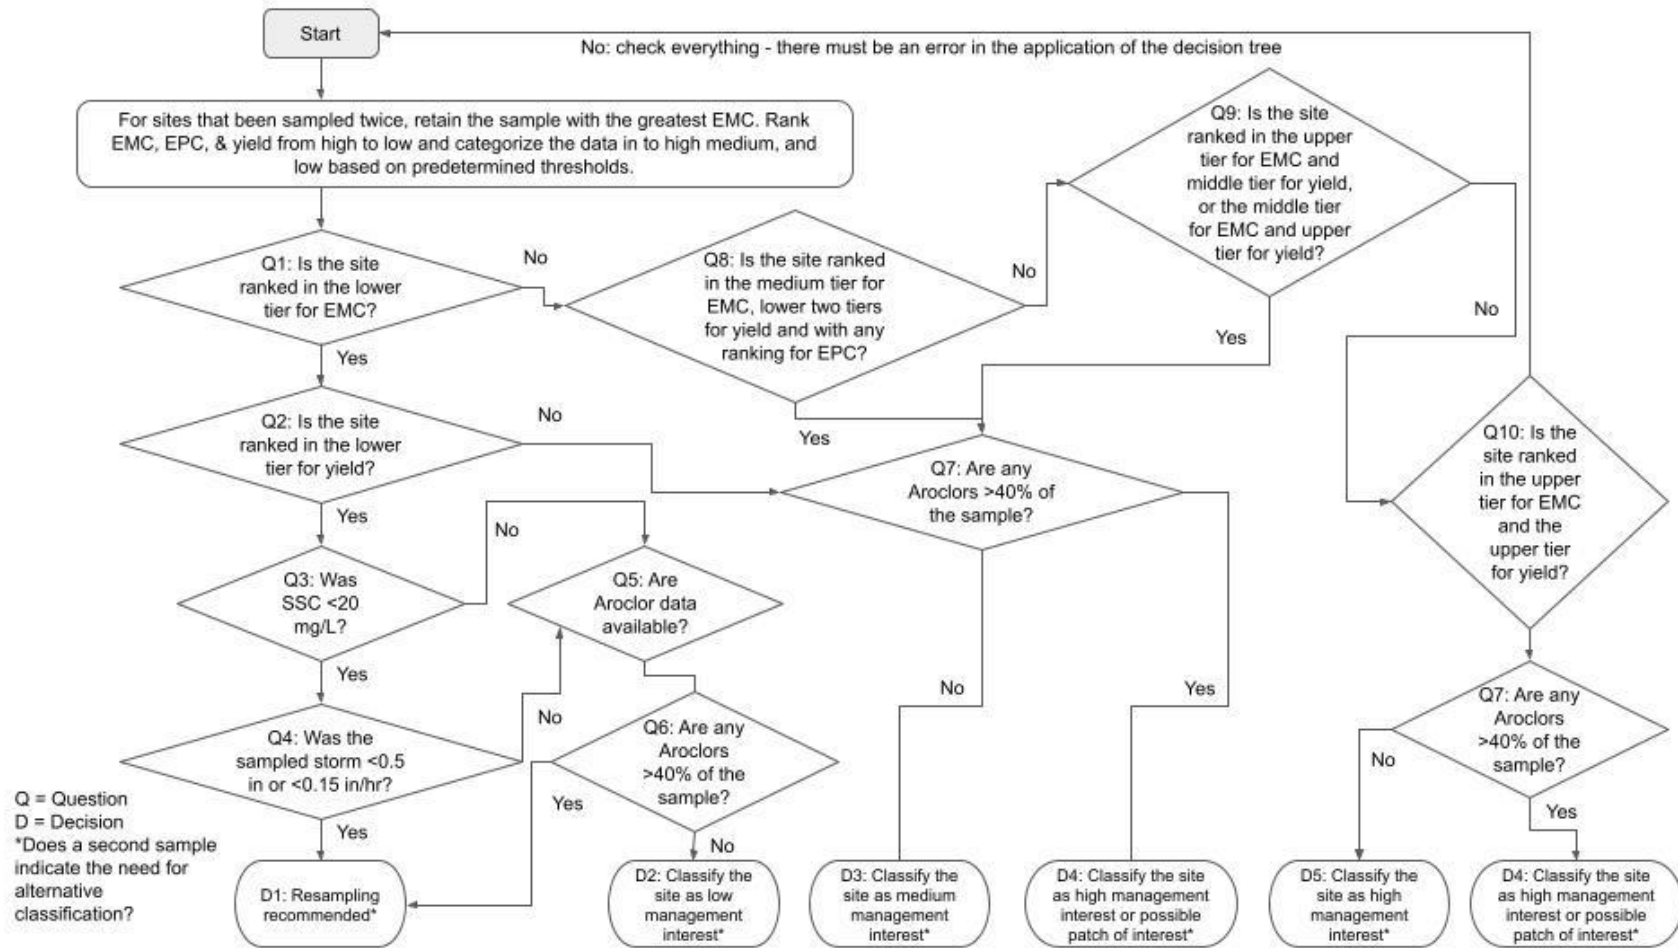 Start
No: check everything - there must be an error in the application of the decision tree
For sites that been sampled twice, retain the sample with the greatest EMC. Rank
EMC, EPC, & yield from high to low and categorize the data in to high medium, and
low based on predetermined thresholds.
Q9: Is the site
ranked in the upper
tier for EMC and
middle tier for yield,
or the middle tier
for EMC and upper
tier for yield?
Q1: Is the site
ranked in the lower
tier for EMC?
No
Q8: Is the site ranked
in the medium tier for
EMC, lower two tiers
for yield and with any
ranking for EPC?
No
No
Yes
Yes
Q2: Is the site
ranked in the lower
tier for yield?
No
Yes
Q7: Are any
Aroclors >40% of
the sample?
Q10: Is the
site ranked
in the upper
tier for EMC
and the
upper tier
for yield?
Yes
No
Q3: Was
SSC <20
mg/L?
Q5: Are
Aroclor data
available?
Yes
No
Yes
Q7: Are any
Aroclors
>40% of the
sample?
No
Q4: Was the
sampled storm <0.5
in or <0.15 in/hr?
No
Q6: Are any
Aroclors
>40% of the
sample?
Yes
No
Yes
Yes
No
Q = Question
D = Decision
*Does a second sample
indicate the need for
alternative
classification?
D1: Resampling
recommended*
D2: Classify the
site as low
management
interest*
D3: Classify the
site as medium
management
interest*
D4: Classify the site
as high management
interest or possible
patch of interest*
D5: Classify the
site as high
management
interest*
D4: Classify the site
as high management
interest or possible
patch of interest*